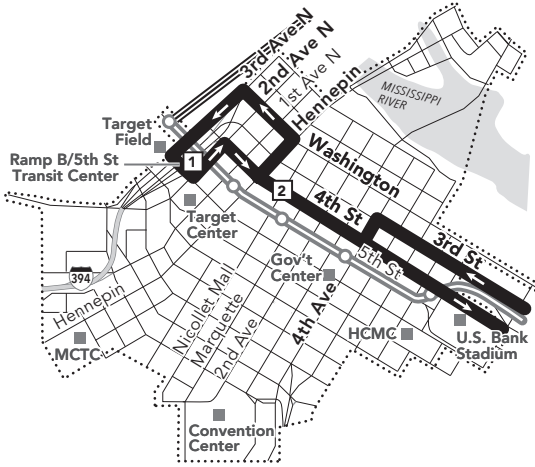 3rd Ave N
2nd Ave N
1st Ave N
Hennepin
MISSISSIPPI
RIVER
Target
Field
Washington
Ramp B/5th St
Transit Center
1
2
4th St
Target
Center
3rd St
5th St
Gov't
Center
394
Hennepin
Nicollet Mal
Marquette
2nd Ave
4th Ave
HCMC
U.S. Bank
Stadium
MCTC
Convention
Center